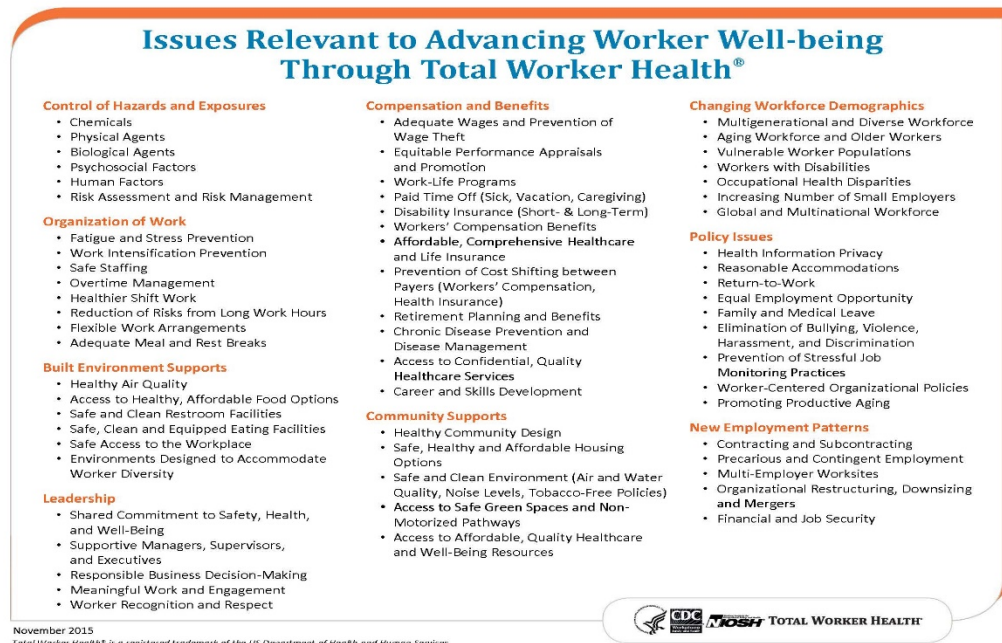 Issues Relevant to Advancing Worker Well-being
Through Total Worker Health®
Control of Hazards and Exposures
• Chemicals
• Physical Agents
• Biological Agents
• Psychosocial Factors
• Human Factors
• Risk Assessment and Risk Management
Organization of Work
• Fatigue and Stress Prevention
• Work Intensification Prevention
• Safe Staffing
• Overtime Management
• Healthier Shift Work
• Reduction of Risks from Long Work Hours
• Flexible Work Arrangements
• Adequate Meal and Rest Breaks
Built Environment Supports
• Healthy Air Quality
• Access to Healthy, Affordable Food Options
• Safe and Clean Restroom Facilities
• Safe, Clean and Equipped Eating Facilities
• Safe Access to the Workplace
• Environments Designed to Accommodate
Worker Diversity
Leadership
• Shared Commitment to Safety, Health,
and Well-Being
• Supportive Managers, Supervisors,
and Executives
• Responsible Business Decision-Making
• Meaningful Work and Engagement
• Worker Recognition and Respect
Compensation and Benefits
• Adequate Wages and Prevention of
Wage Theft
• Equitable Performance Appraisals
and Promotion
• Work-Life Programs
• Paid Time Off (Sick, Vacation, Caregiving)
• Disability Insurance (Short- & Long-Term)
• Workers' Compensation Benefits
• Affordable, Comprehensive Healthcare
and Life Insurance
• Prevention of Cost Shifting between
Payers (Workers' Compensation,
Health Insurance)
• Retirement Planning and Benefits
• Chronic Disease Prevention and
Disease Management
• Access to Confidential, Quality
Healthcare Services
• Career and Skills Development
Community Supports
• Healthy Community Design
• Safe, Healthy and Affordable Housing
Options
• Safe and Clean Environment (Air and Water
Quality, Noise Levels, Tobacco-Free Policies)
• Access to Safe Green Spaces and Non-
Motorized Pathways
• Access to Affordable, Quality Healthcare
and Well-Being Resources
Changing Workforce Demographics
• Multigenerational and Diverse Workforce
• Aging Workforce and Older Workers
• Vulnerable Worker Populations
• Workers with Disabilities
• Occupational Health Disparities
• Increasing Number of Small Employers
• Global and Multinational Workforce
Policy Issues
• Health Information Privacy
• Reasonable Accommodations
• Return-to-Work
• Equal Employment Opportunity
• Family and Medical Leave
• Elimination of Bullying, Violence,
Harassment, and Discrimination
• Prevention of Stressful Job
Monitoring Practices
• Worker-Centered Organizational Policies
• Promoting Productive Aging
New Employment Patterns
• Contracting and Subcontracting
• Precarious and Contingent Employment
• Multi-Employer Worksites
• Organizational Restructuring, Downsizing
and Mergers
• Financial and Job Security
November 2015
Total Worker Health® is a registered trademark of the US Department of Health and Human Services
CDC
NIOSH
TOTAL WORKER HEALTH